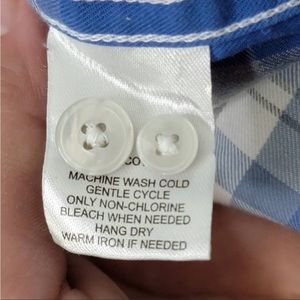 MACHINE WASH COLD
GENTLE CYCLE
ONLY NON-CHLORINE
BLEACH WHEN NEEDED
HANG DRY
WARM IRON IF NEEDED